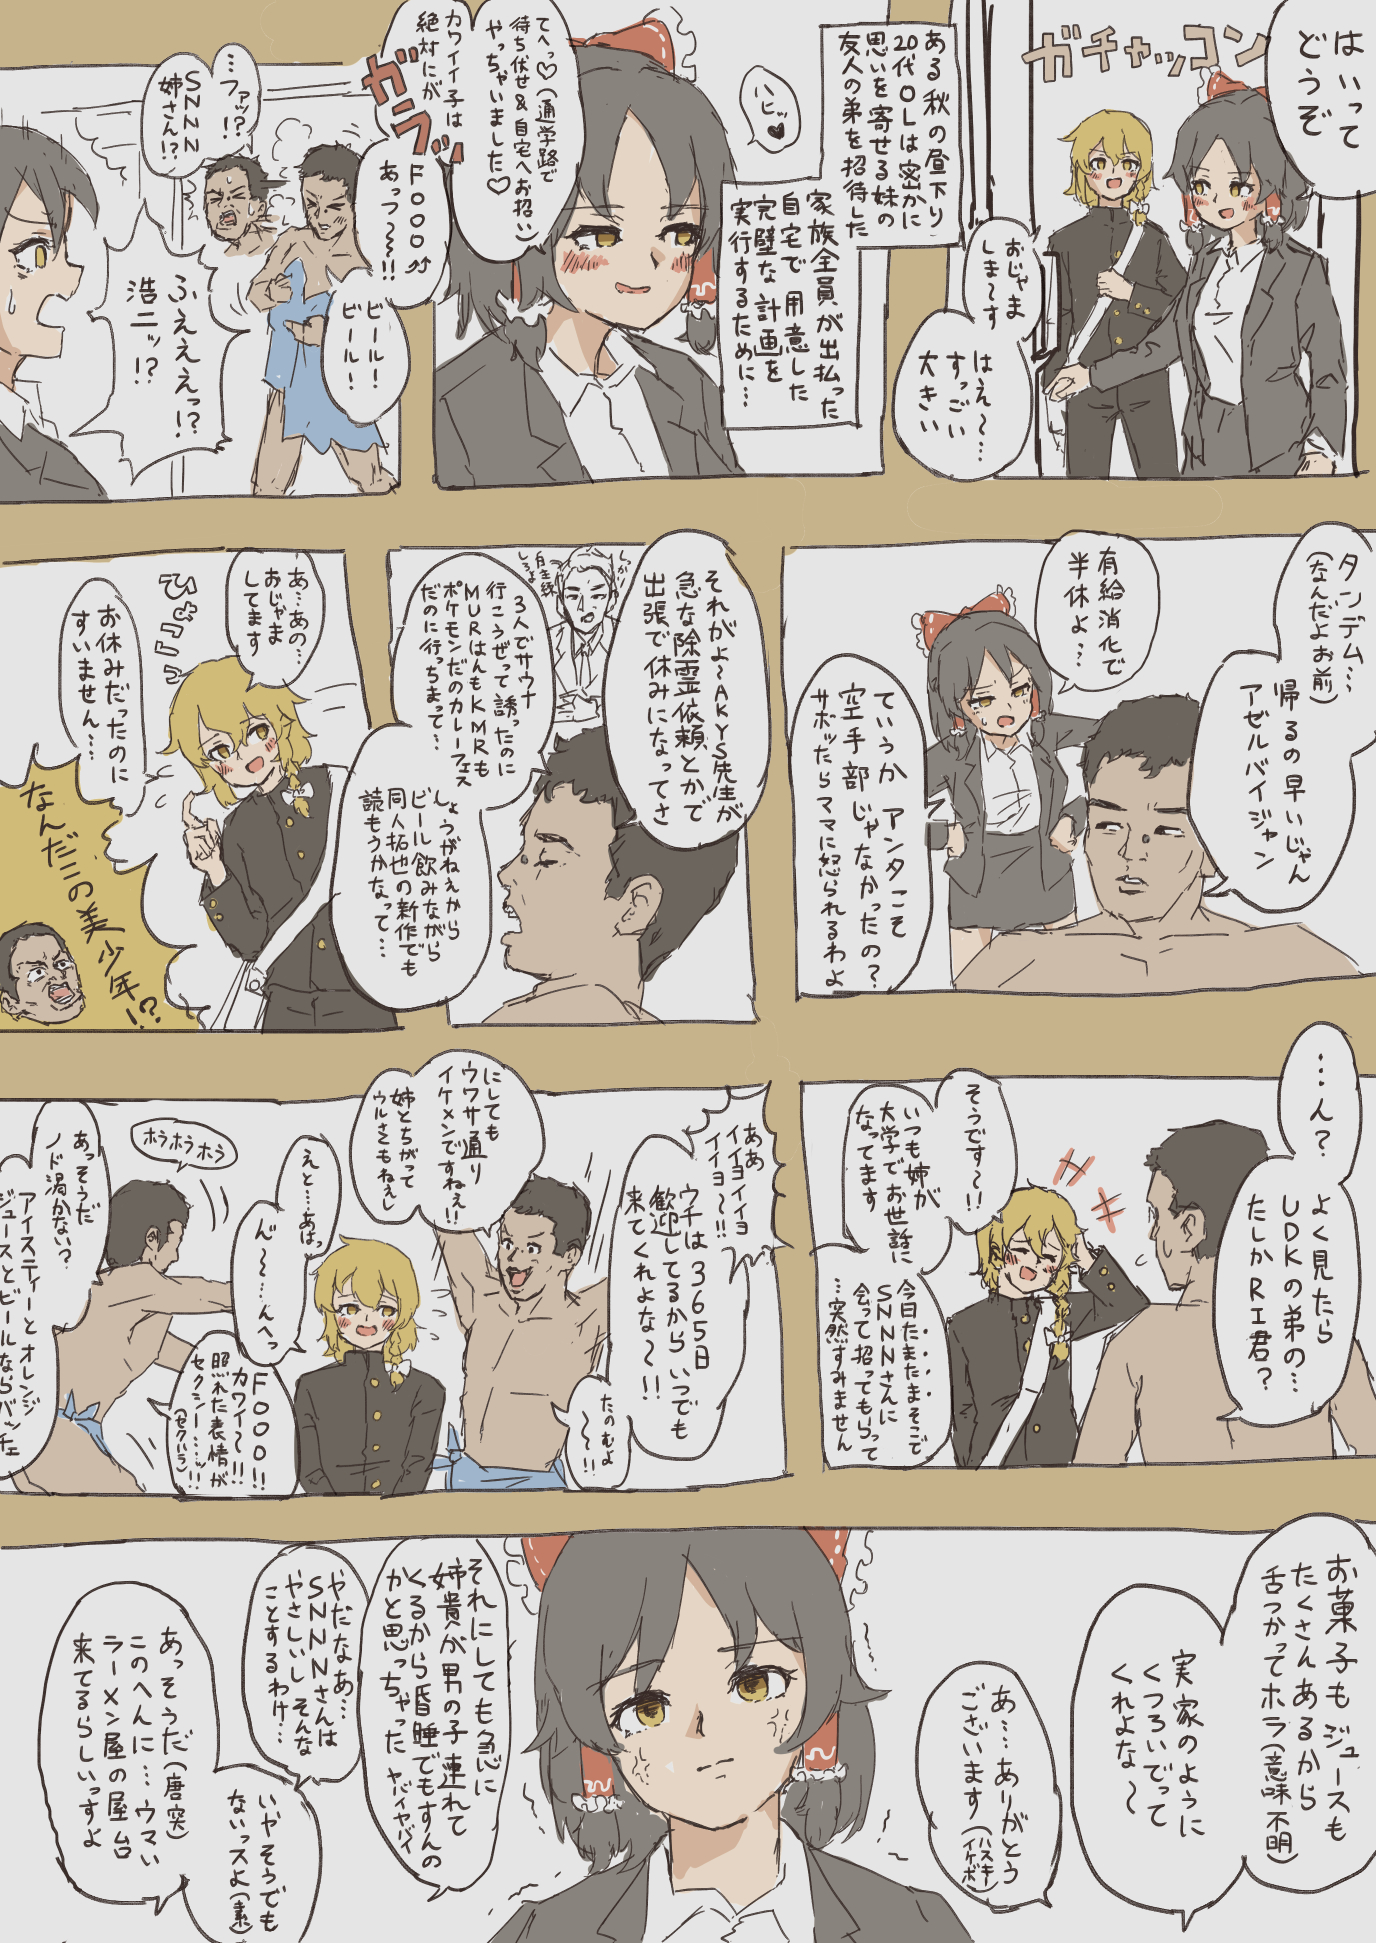 はいって
どうぞ
ガチャッコン
おじゃま
しま〜す
はえ〜…
すっごい
大きい
ある秋の昼下り
20代OLは密かに
思いを寄せる妹の
友人の弟を招待した
家族全員が出払った
自宅で用意した
完璧な計画を
実行するために…
ハヒッ♥
てへっ♡(通学路で
待ち伏せ&自宅へお招い)
やっちゃいました♡
カワイイ子は
絶対にが
ガラッ
FOOO⤴
あっつ〜〜!!
ビール!
ビール!
…ファッ!?
SNNN
姉さん!?
ふえええっ!?
浩二ッ!?
タンデム…
(なんだよお前)
帰るの早いじゃん
アゼルバイジャン
有給消化で
半休よ…
ていうか アンタこそ
空手部じゃなかったの?
サボッたらママに怒られるわよ
それがよ〜AKYS先生が
急な除霊依頼とかで
出張で休みになってさ
しっかり
自主練
しろよ
3人でサウナ
行こうぜって誘ったのに
MURはんもKMRも
ポケモンだのカレーフェス
だのに行っちまって…
しょうがねえから
ビール飲みながら
同人拓也の新作でも
読もうかなって…
あ…あの…
おじゃま
してます
ひょこっ
お休みだったのに
すいません…
なんだこの美少年!?
…ん?
よく見たら
UDKの弟の…
たしかRI君?
そうです〜!!
いつも姉が
大学でお世話に
なってます
今日たまたまそこで
SNNNさんに
会って招ってもらって
…突然すみません
ああ
イイヨイイヨ
イイヨ〜!!
ウチは365日
歓迎してるからいつでも
来てくれよな〜!!
たのむよ
〜〜!!
にしても
ウワサ通り
イケメンですねぇ!!
姉とちがって
ウルさくもねぇし
えと…あはっ
ん〜〜…んへっ
FOOO!!
カワイ〜!!
照れた表情が
セクシー…!!
(セクハラ)
ホラホラホラ
あっそうだ
ノド渇かない?
アイスティーとオレンジ
ジュースとビールならバッチェ
お菓子もジュースも
たくさんあるから
舌つかってホラ(意味不明)
実家のように
くつろいでって
くれよな〜
あ…ありがとう
ございます(ハスキー
イケボ)
それにしても急に
姉貴が男の子連れて
くるから昏睡でもすんの
かと思っちゃったヤバイヤバイ
やだなあ…
SNNNさんは
やさしいしそんな
ことするわけ…
いやそうでも
ないっスよ(素)
あっそうだ(唐突)
このへんに…ウマい
ラーメン屋の屋台
来てるらしいっすよ